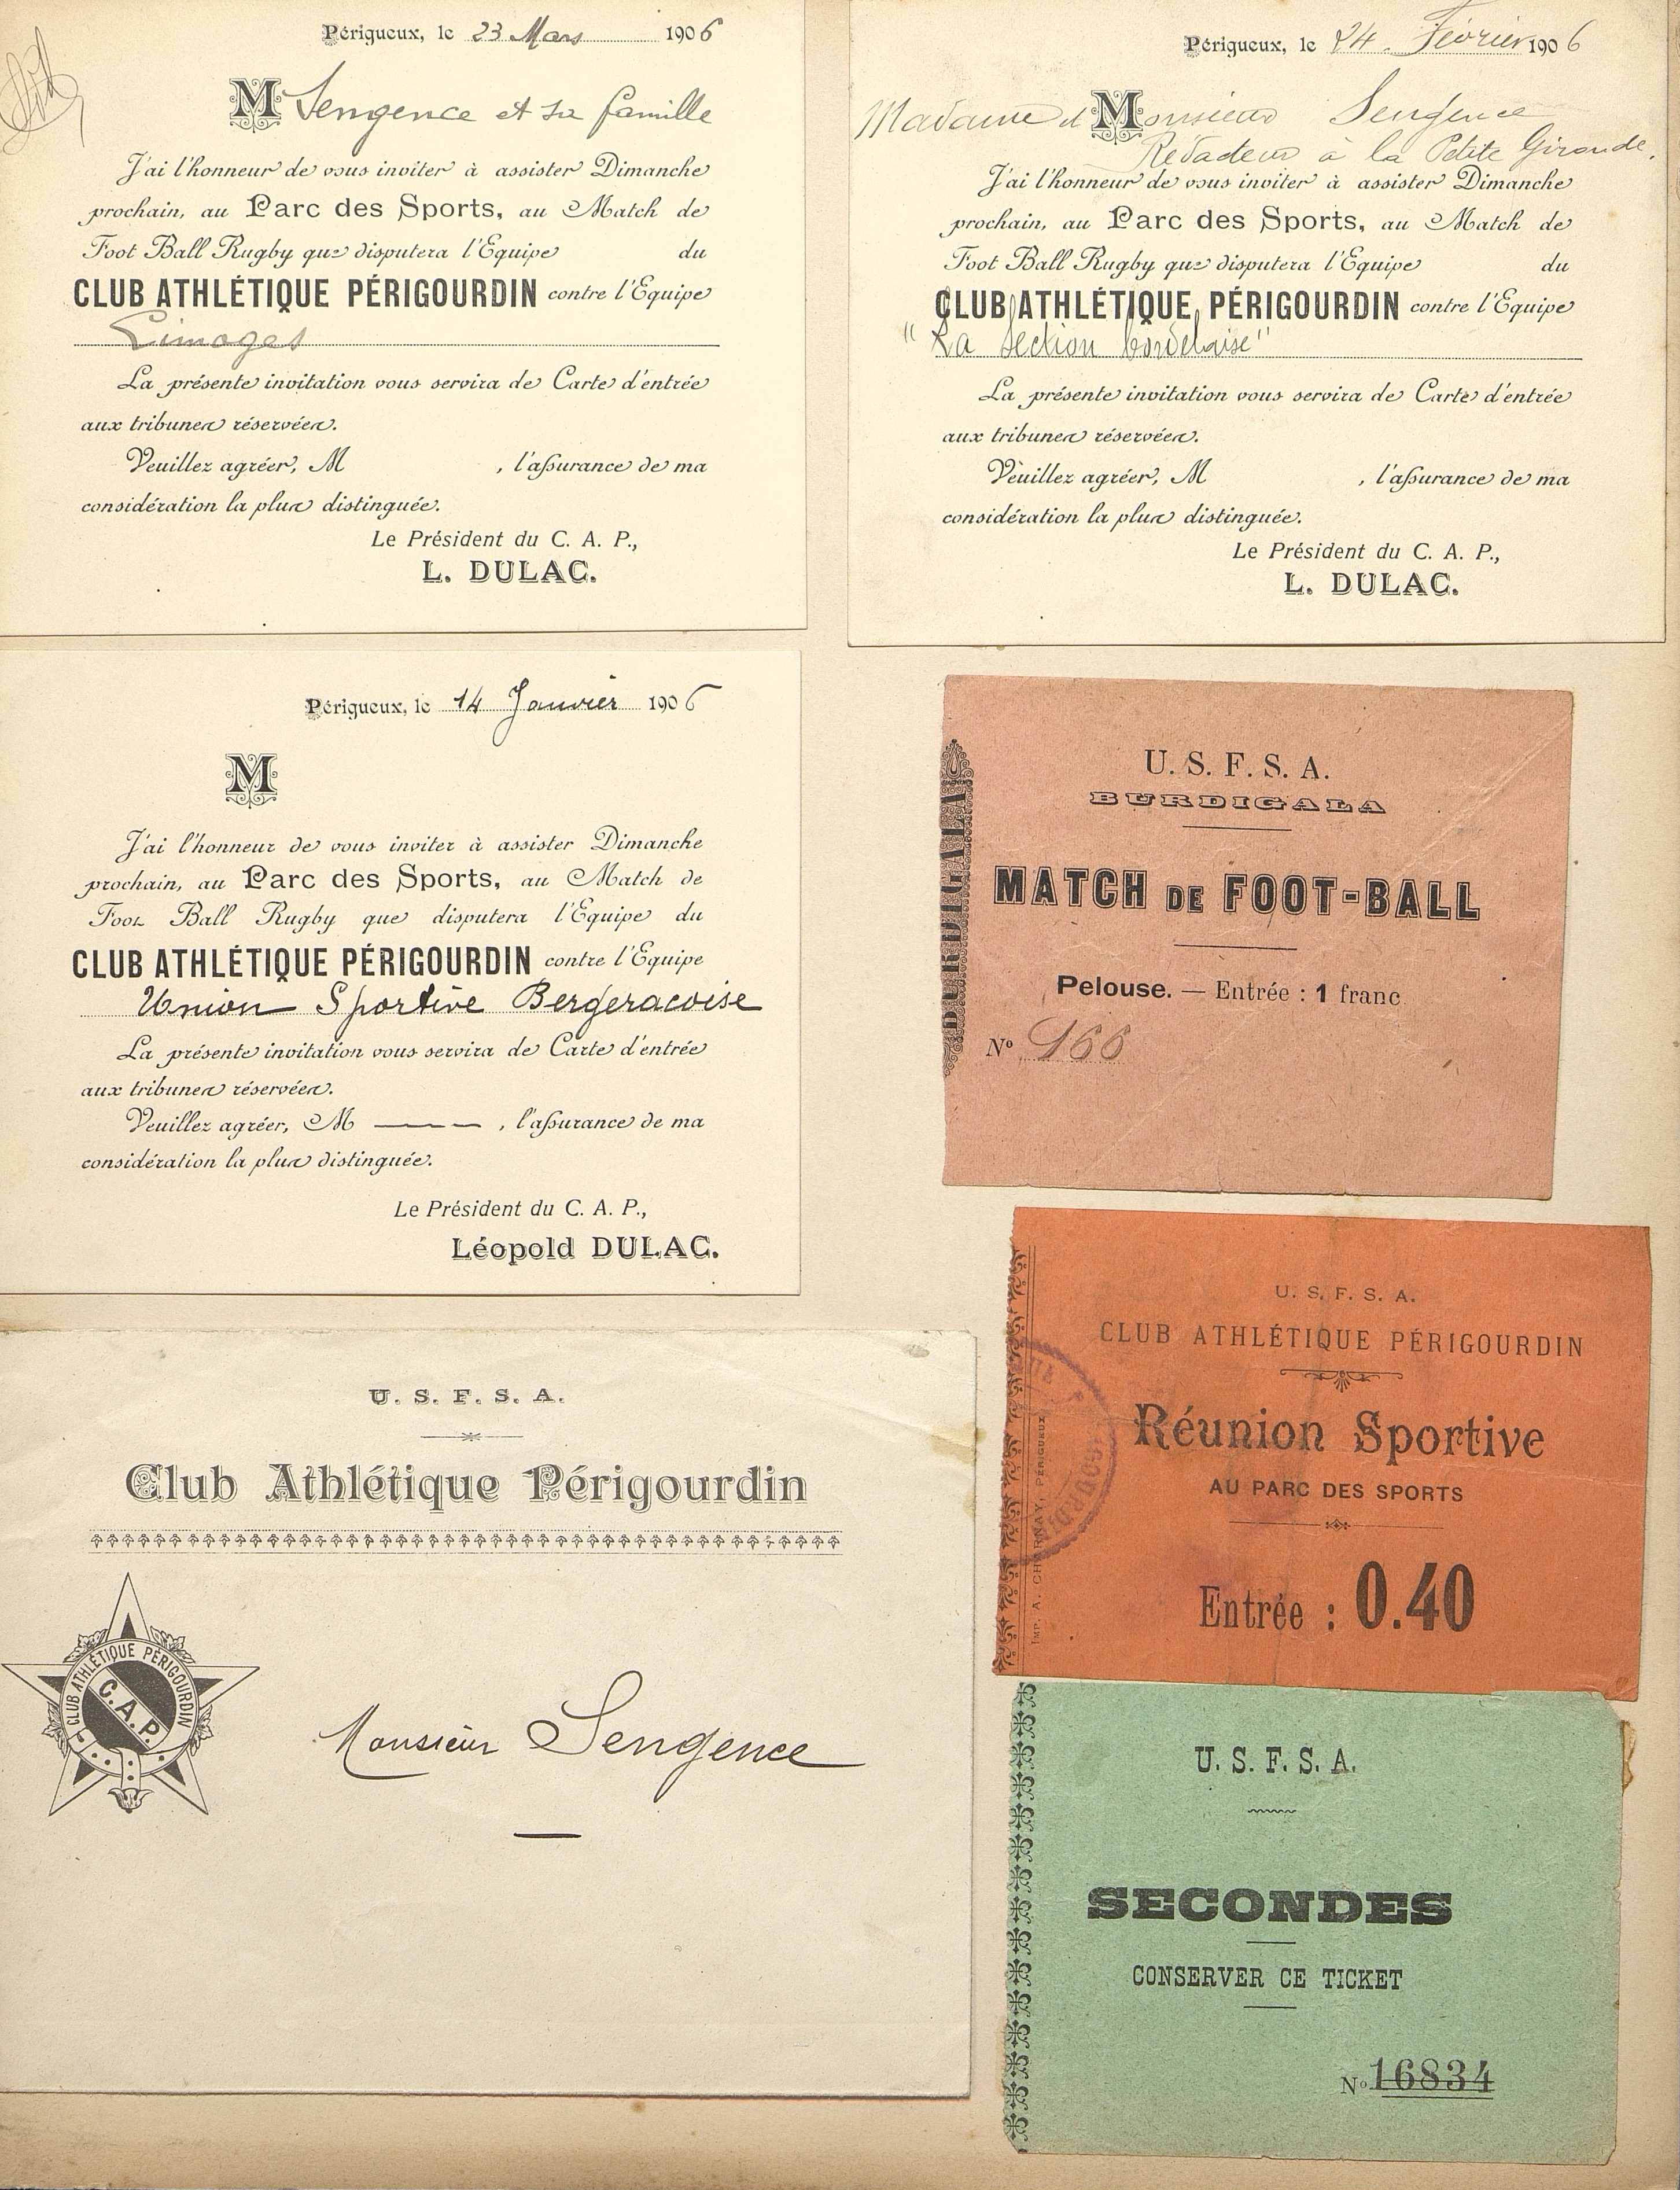 Périgueux, le 23 Mars 1906
M Sengence et sa famille
J'ai l'honneur de vous inviter à assister Dimanche
prochain, au Parc des Sports, au Match de
Foot Ball Rugby que disputera l'Equipe du
CLUB ATHLÉTIQUE PÉRIGOURDIN contre l'Equipe
Limoges
La présente invitation vous servira de Carte d'entrée
aux tribunes réservées.
Veuillez agréer, M , l'assurance de ma
considération la plus distinguée.
Le Président du C. A. P.,
L. DULAC.
Périgueux, le 24 Février 1906
Madame et Monsieur Sengence
Rédacteur à la Petite Gironde.
J'ai l'honneur de vous inviter à assister Dimanche
prochain, au Parc des Sports, au Match de
Foot Ball Rugby que disputera l'Equipe du
CLUB ATHLÉTIQUE PÉRIGOURDIN contre l'Equipe
"La Section bordelaise"
La présente invitation vous servira de Carte d'entrée
aux tribunes réservées.
Veuillez agréer, M , l'assurance de ma
considération la plus distinguée.
Le Président du C. A. P.,
L. DULAC.
Périgueux, le 14 Janvier 1906
M
J'ai l'honneur de vous inviter à assister Dimanche
prochain, au Parc des Sports, au Match de
Foot Ball Rugby que disputera l'Equipe du
CLUB ATHLÉTIQUE PÉRIGOURDIN contre l'Equipe
Union Sportive Bergeracoise
La présente invitation vous servira de Carte d'entrée
aux tribunes réservées.
Veuillez agréer, M ——— , l'assurance de ma
considération la plus distinguée.
Le Président du C. A. P.,
Léopold DULAC.
BURDIGALA
U. S. F. S. A.
BURDIGALA
MATCH DE FOOT-BALL
Pelouse. — Entrée : 1 franc
N° 166
U. S. F. S. A.
CLUB ATHLÉTIQUE PÉRIGOURDIN
Réunion Sportive
AU PARC DES SPORTS
Entrée : 0.40
IMP. A. CHARNAY, PÉRIGUEUX
U. S. F. S. A.
Club Athlétique Périgourdin
CLUB ATHLÉTIQUE PÉRIGOURDIN
C.A.P.
Monsieur Sengence
U. S. F. S. A.
SECONDES
CONSERVER CE TICKET
N° 16834